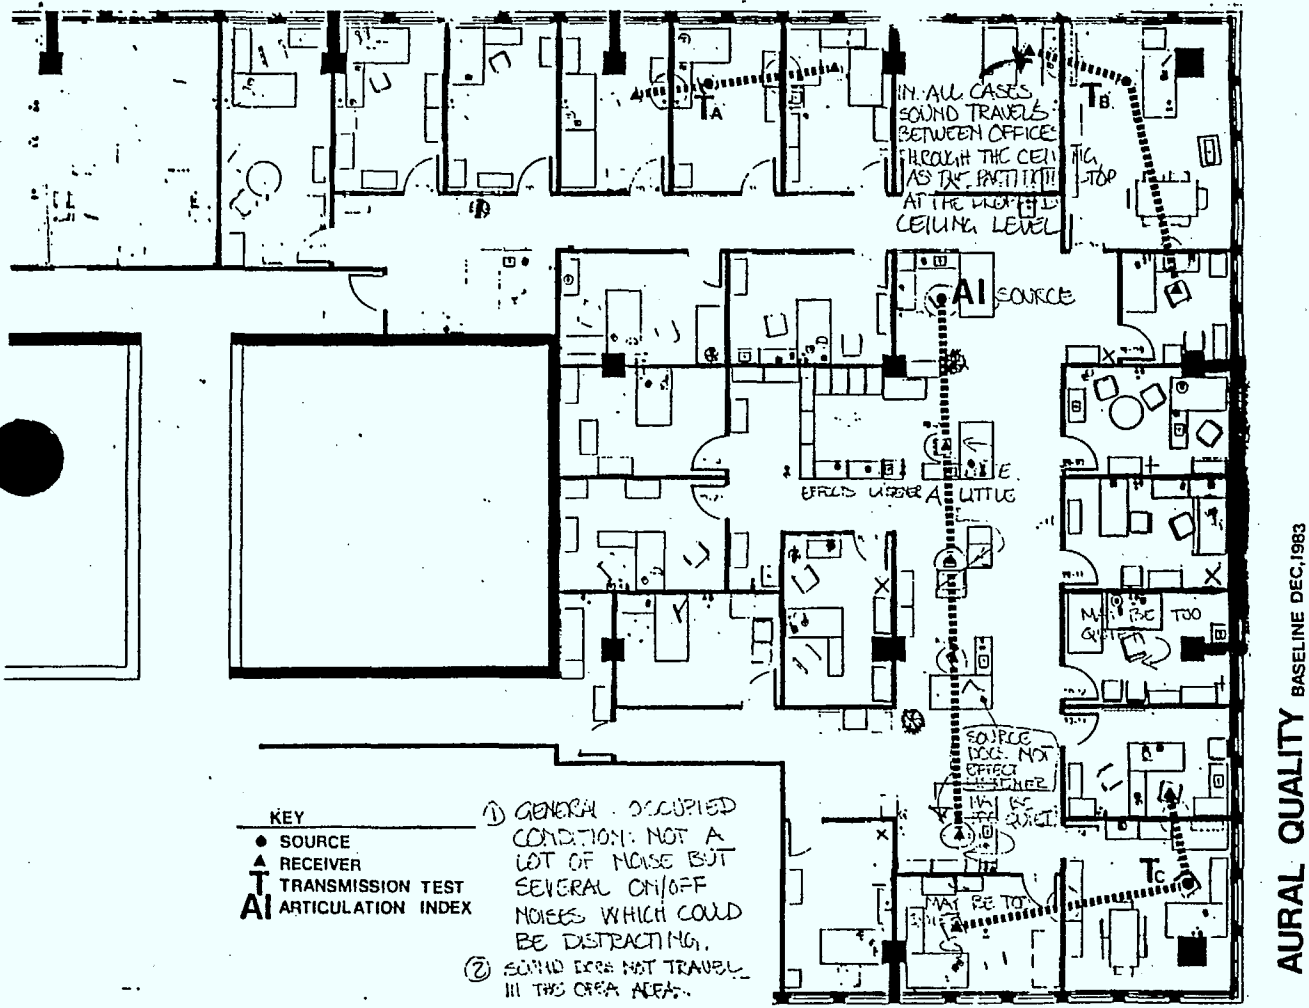 TA
TB
IN ALL CASES
SOUND TRAVELS
BETWEEN OFFICES
THROUGH THE CEILING,
AS THE PARTITION STOP
AT THE DROPPED
CEILING LEVEL
AI SOURCE
EFFECTS LISTENER A LITTLE
MAY BE TOO
QUIET
SOURCE
DOES NOT
EFFECT
LISTENER
MAY BE
QUIET
TC
MAY BE TOO
KEY
SOURCE
RECEIVER
T TRANSMISSION TEST
AI ARTICULATION INDEX
① GENERAL OCCUPIED
CONDITION: NOT A
LOT OF NOISE BUT
SEVERAL ON/OFF
NOISES WHICH COULD
BE DISTRACTING.
② SOUND DOES NOT TRAVEL
IN THE OPEN AREA.
AURAL QUALITY BASELINE DEC,1983